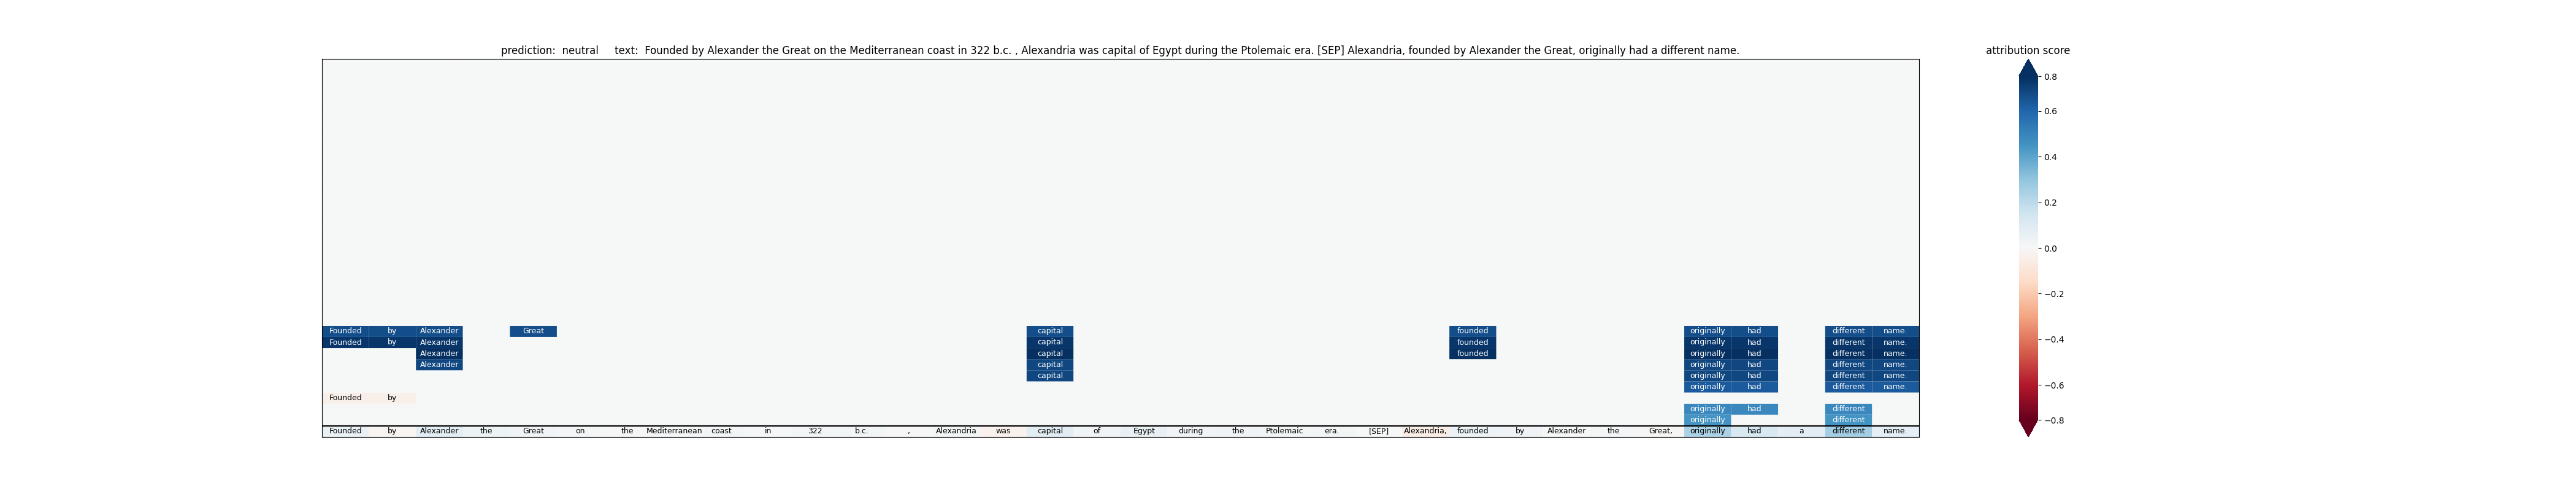 prediction:  neutral     text:  Founded by Alexander the Great on the Mediterranean coast in 322 b.c. , Alexandria was capital of Egypt during the Ptolemaic era. [SEP] Alexandria, founded by Alexander the Great, originally had a different name.
attribution score
0.8
0.6
0.4
0.2
0.0
−0.2
−0.4
−0.6
−0.8
Founded by Alexander Great capital founded originally had different name.
Founded by Alexander capital founded originally had different name.
Alexander capital founded originally had different name.
Alexander capital originally had different name.
capital originally had different name.
originally had different name.
Founded by
originally had different
originally different
Founded by Alexander the Great on the Mediterranean coast in 322 b.c. , Alexandria was capital of Egypt during the Ptolemaic era. [SEP] Alexandria, founded by Alexander the Great, originally had a different name.